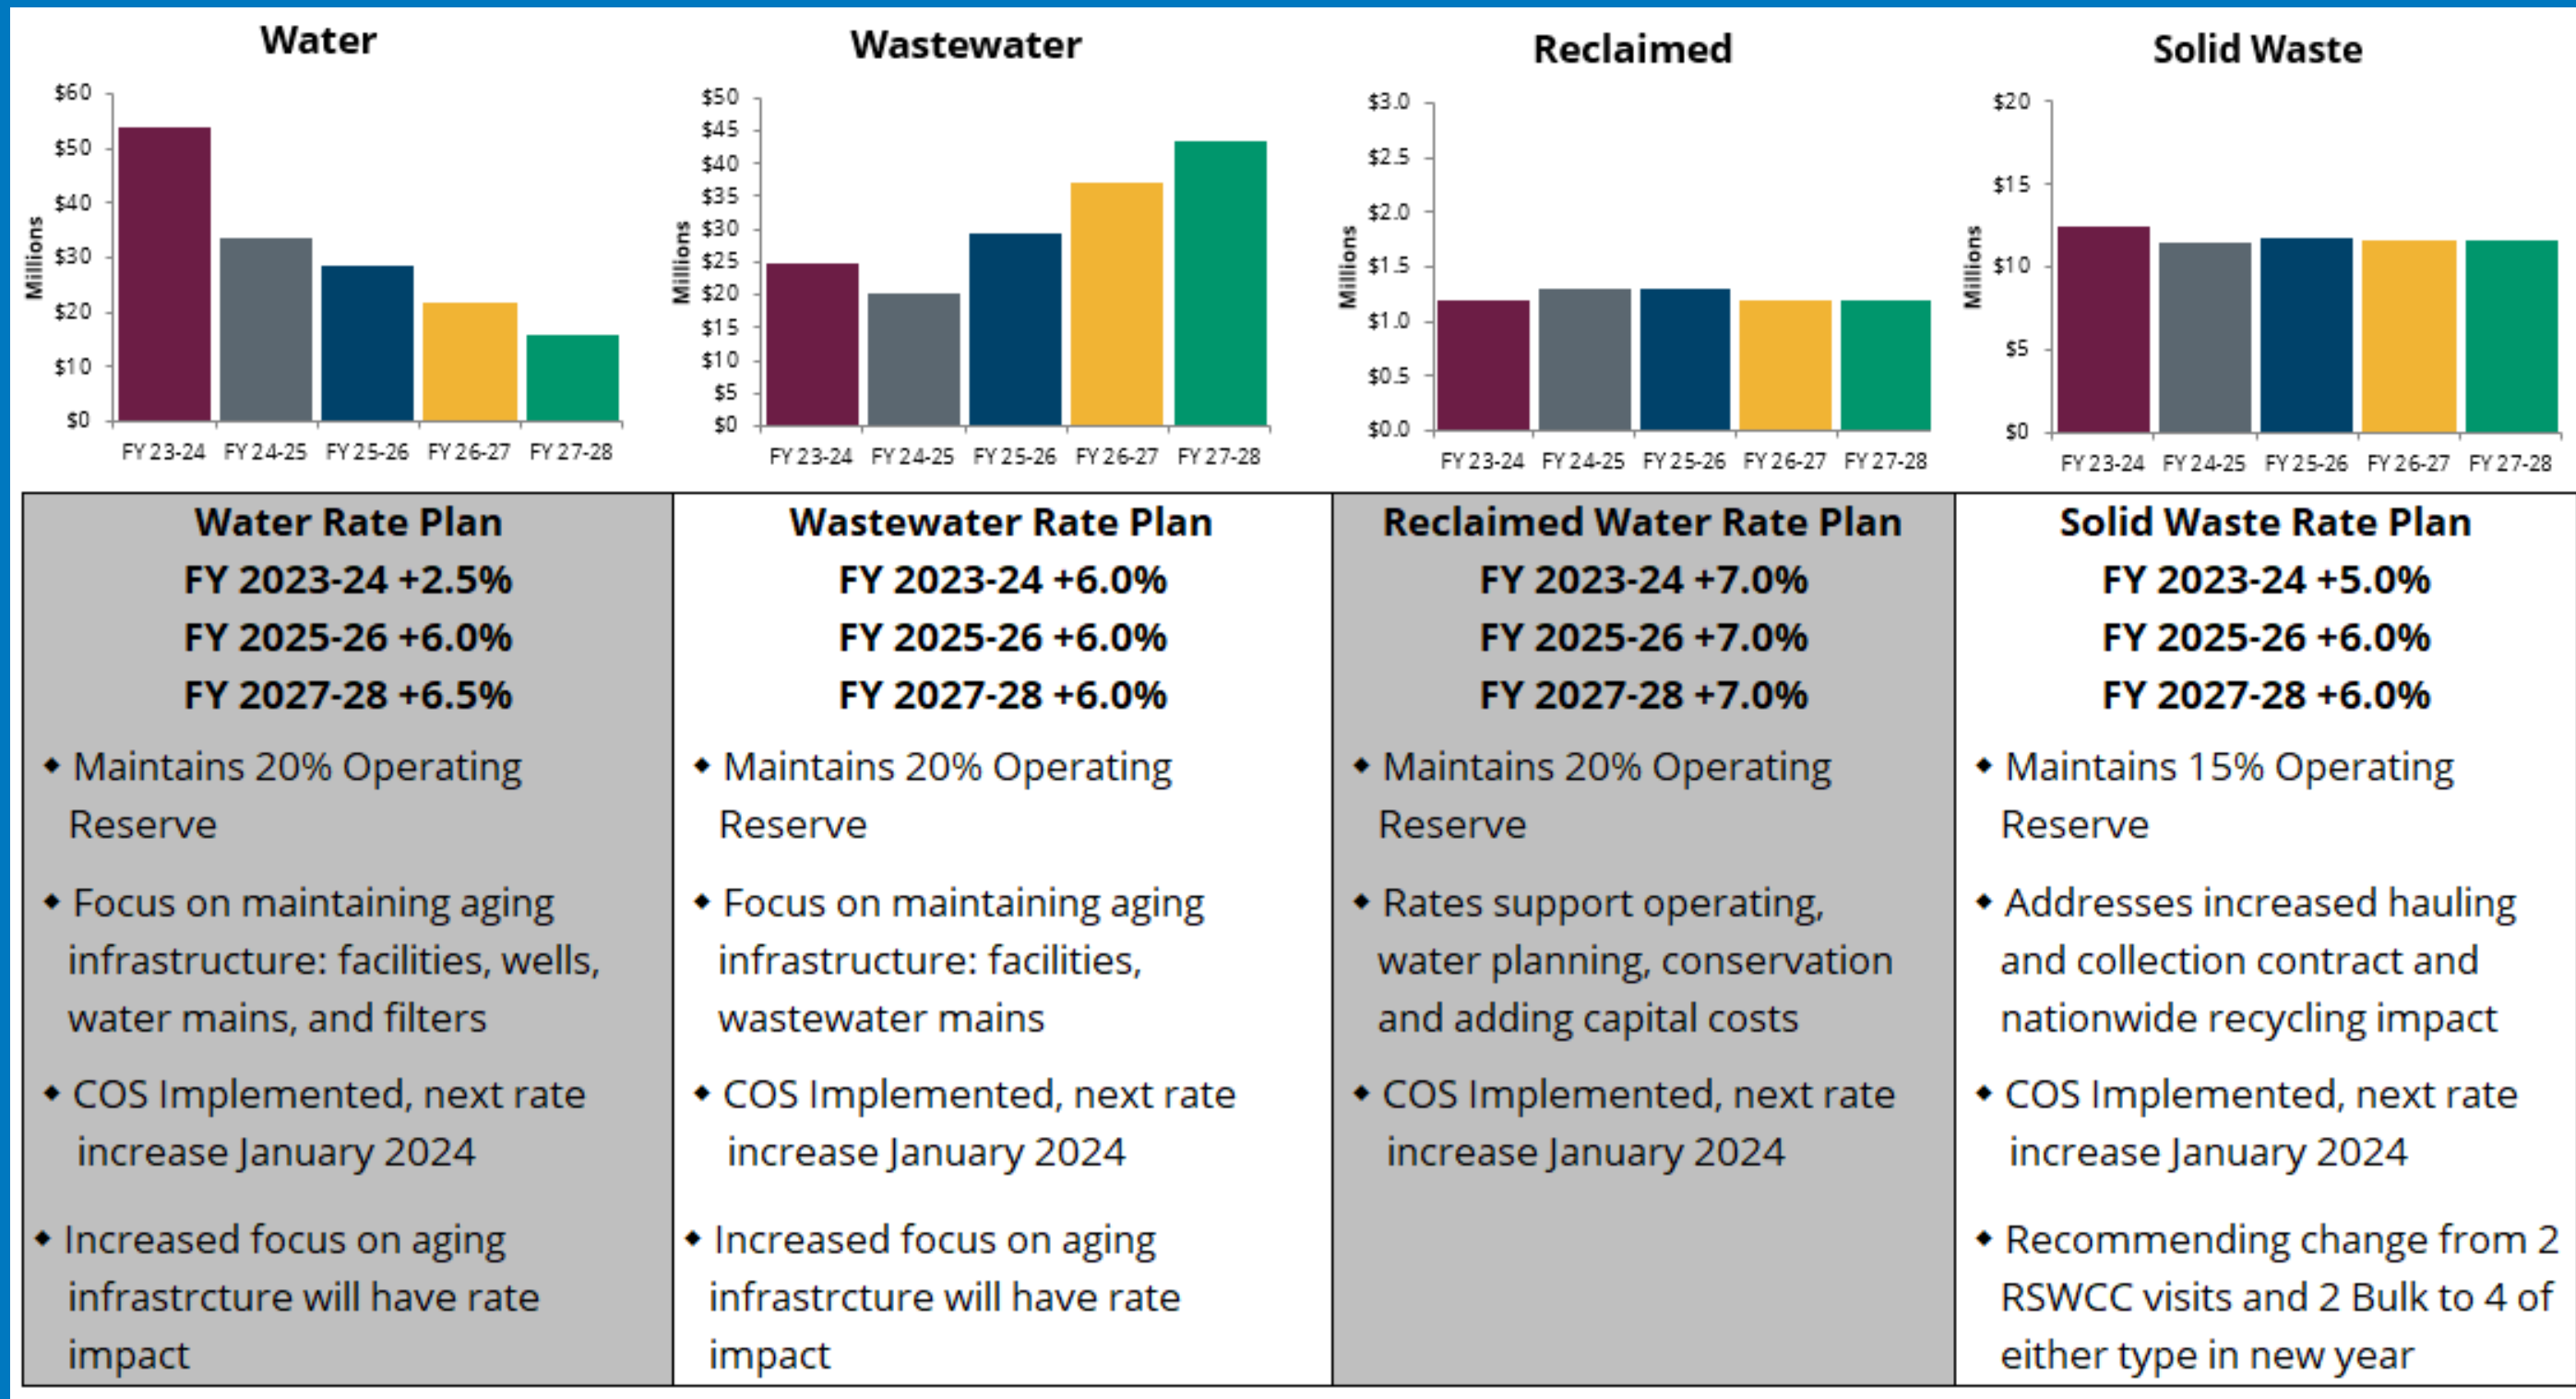 Water
$60
$50
$40
$30
$20
$10
$0
Millions
FY 23-24 FY 24-25 FY 25-26 FY 26-27 FY 27-28
Wastewater
$50
$45
$40
$35
$30
$25
$20
$15
$10
$5
$0
Millions
FY 23-24 FY 24-25 FY 25-26 FY 26-27 FY 27-28
Reclaimed
$3.0
$2.5
$2.0
$1.5
$1.0
$0.5
$0.0
Millions
FY 23-24 FY 24-25 FY 25-26 FY 26-27 FY 27-28
Solid Waste
$20
$15
$10
$5
$0
Millions
FY 23-24 FY 24-25 FY 25-26 FY 26-27 FY 27-28
Water Rate Plan
FY 2023-24 +2.5%
FY 2025-26 +6.0%
FY 2027-28 +6.5%
◆ Maintains 20% Operating
Reserve
◆ Focus on maintaining aging
infrastructure: facilities, wells,
water mains, and filters
◆ COS Implemented, next rate
increase January 2024
◆ Increased focus on aging
infrastrcture will have rate
impact
Wastewater Rate Plan
FY 2023-24 +6.0%
FY 2025-26 +6.0%
FY 2027-28 +6.0%
◆ Maintains 20% Operating
Reserve
◆ Focus on maintaining aging
infrastructure: facilities,
wastewater mains
◆ COS Implemented, next rate
increase January 2024
◆ Increased focus on aging
infrastrcture will have rate
impact
Reclaimed Water Rate Plan
FY 2023-24 +7.0%
FY 2025-26 +7.0%
FY 2027-28 +7.0%
◆ Maintains 20% Operating
Reserve
◆ Rates support operating,
water planning, conservation
and adding capital costs
◆ COS Implemented, next rate
increase January 2024
Solid Waste Rate Plan
FY 2023-24 +5.0%
FY 2025-26 +6.0%
FY 2027-28 +6.0%
◆ Maintains 15% Operating
Reserve
◆ Addresses increased hauling
and collection contract and
nationwide recycling impact
◆ COS Implemented, next rate
increase January 2024
◆ Recommending change from 2
RSWCC visits and 2 Bulk to 4 of
either type in new year